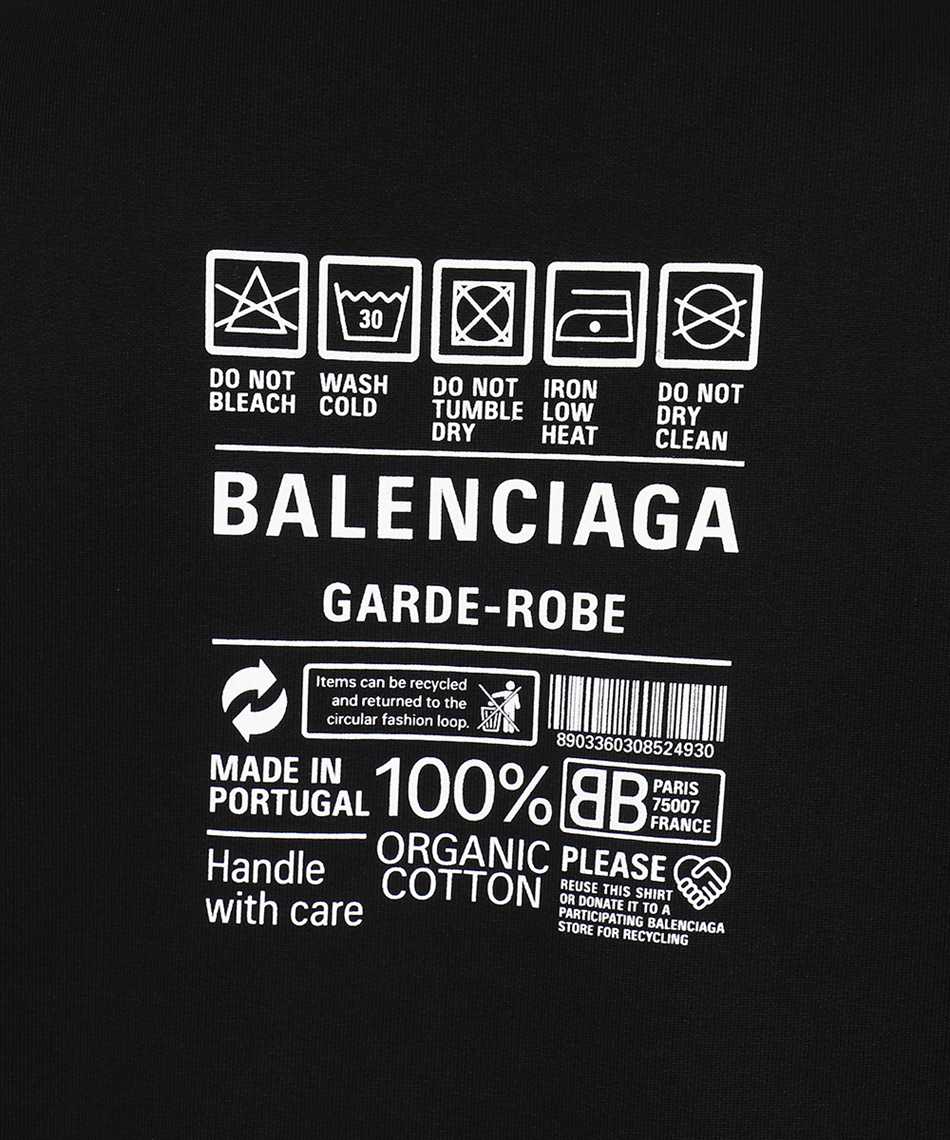 30
DO NOT
BLEACH
WASH
COLD
DO NOT
TUMBLE
DRY
IRON
LOW
HEAT
DO NOT
DRY
CLEAN
BALENCIAGA
GARDE-ROBE
Items can be recycled
and returned to the
circular fashion loop.
8903360308524930
MADE IN
PORTUGAL
100%
ORGANIC
COTTON
BB
PARIS
75007
FRANCE
Handle
with care
PLEASE
REUSE THIS SHIRT
OR DONATE IT TO A
PARTICIPATING BALENCIAGA
STORE FOR RECYCLING